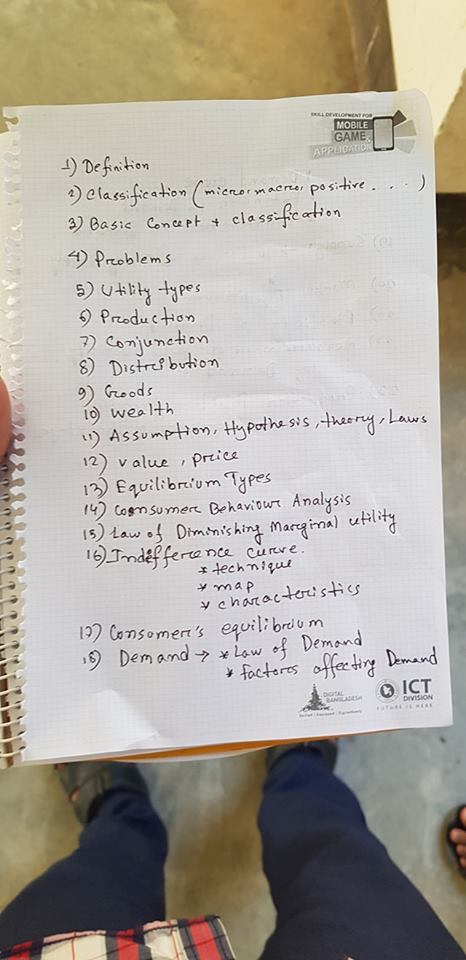 SKILL DEVELOPMENT FOR
MOBILE
GAME &
APPLICATION
1) Definition
2) Classification (micro, macro, positive . . . )
3) Basic Concept + classification
4) Problems
5) Utility types
6) Production
7) Conjunction
8) Distribution
9) Goods
10) Wealth
11) Assumption, Hypothesis, theory, Laws
12) Value, price
13) Equilibrium Types
14) Consumer Behaviour Analysis
15) Law of Diminishing Marginal utility
16) Indifference curve.
* technique
* map
* characteristics
17) Consumer's equilibrium
18) Demand → * Law of Demand
* factors affecting Demand
DIGITAL
BANGLADESH
ICT
DIVISION
FUTURE IS HERE